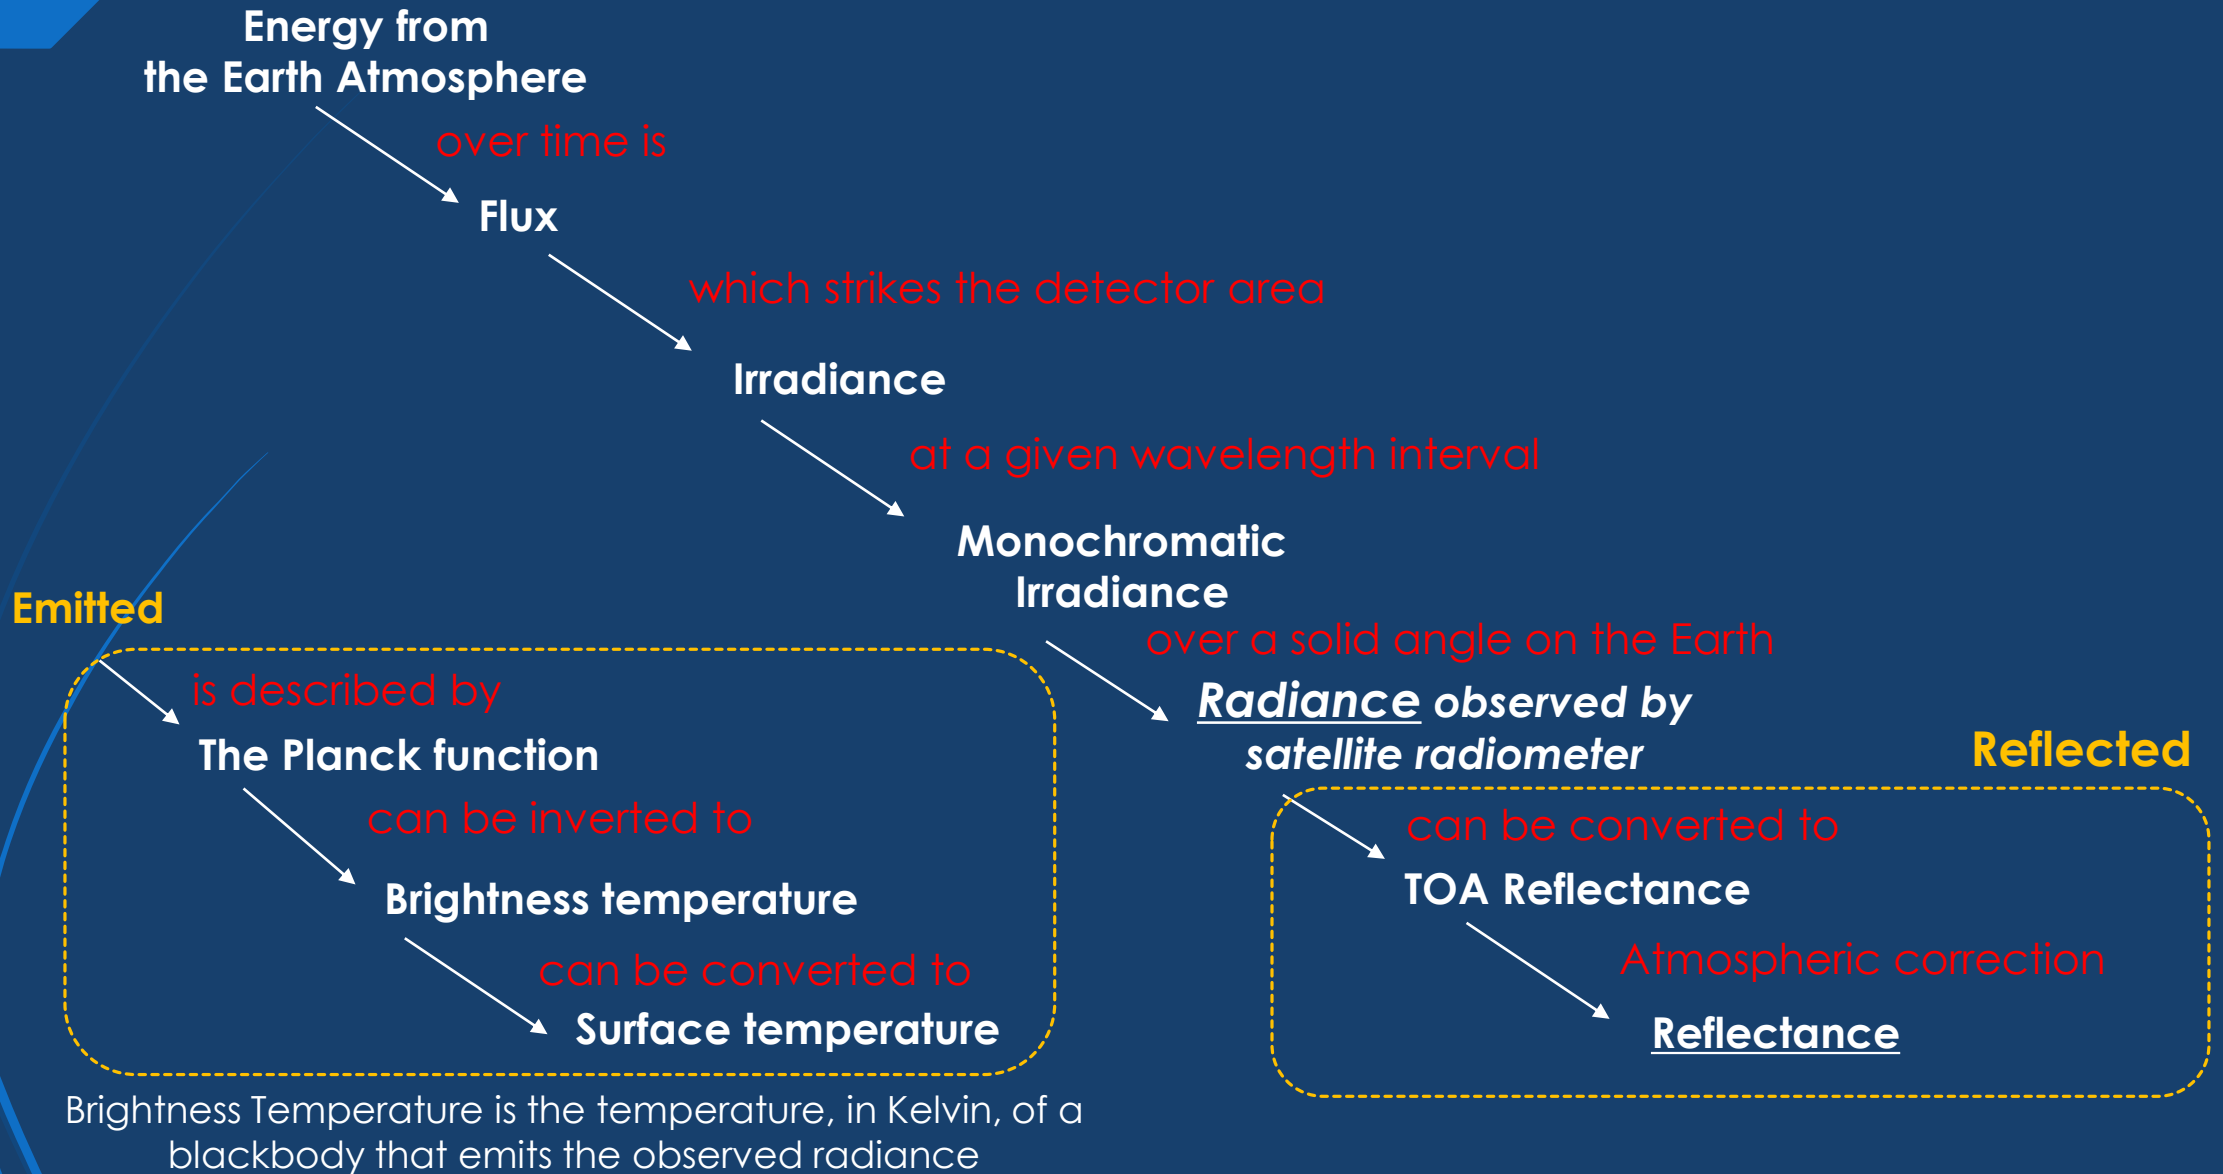 Energy from
the Earth Atmosphere
over time is
Flux
which strikes the detector area
Irradiance
at a given wavelength interval
Monochromatic
Irradiance
over a solid angle on the Earth
Radiance observed by
satellite radiometer
Emitted
is described by
The Planck function
can be inverted to
Brightness temperature
can be converted to
Surface temperature
Brightness Temperature is the temperature, in Kelvin, of a
blackbody that emits the observed radiance
Reflected
can be converted to
TOA Reflectance
Atmospheric correction
Reflectance